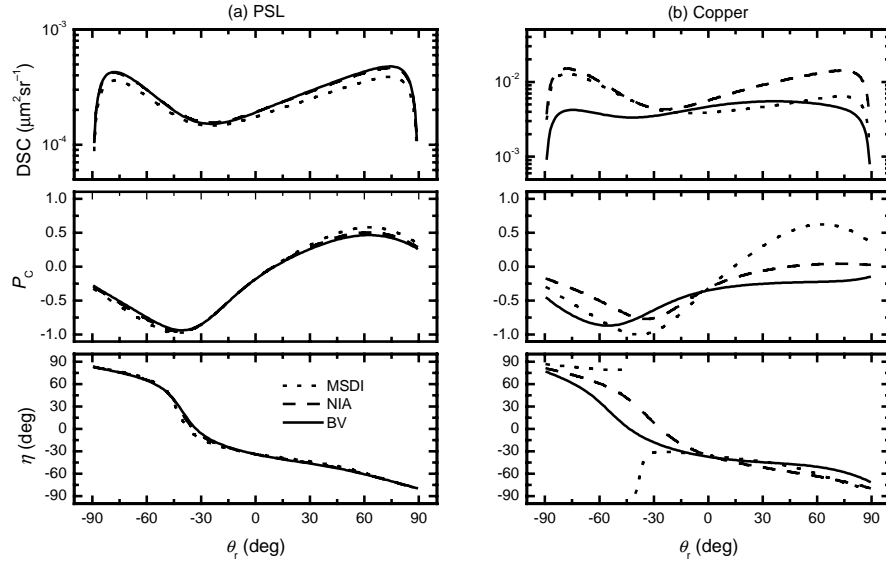 (a) PSL
(b) Copper
10⁻³
10⁻⁴
DSC (μm²sr⁻¹)
10⁻²
10⁻³
1.0
0.5
0.0
-0.5
-1.0
P_C
1.0
0.5
0.0
-0.5
-1.0
90
60
30
0
-30
-60
-90
η (deg)
MSDI
NIA
BV
90
60
30
0
-30
-60
-90
-90 -60 -30 0 30 60 90
-90 -60 -30 0 30 60 90
θ_r (deg)
θ_r (deg)